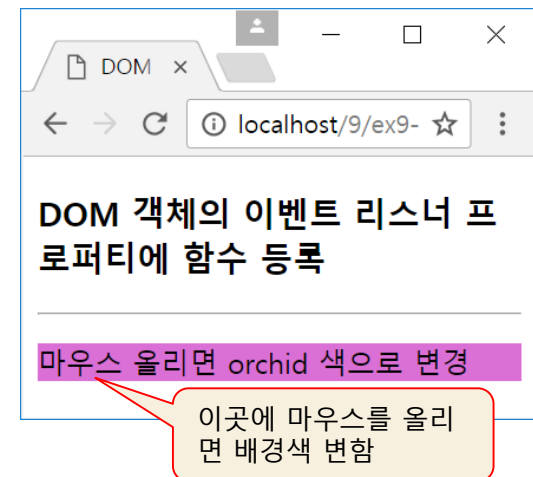 DOM
localhost/9/ex9-
DOM 객체의 이벤트 리스너 프
로퍼티에 함수 등록
마우스 올리면 orchid 색으로 변경
이곳에 마우스를 올리
면 배경색 변함